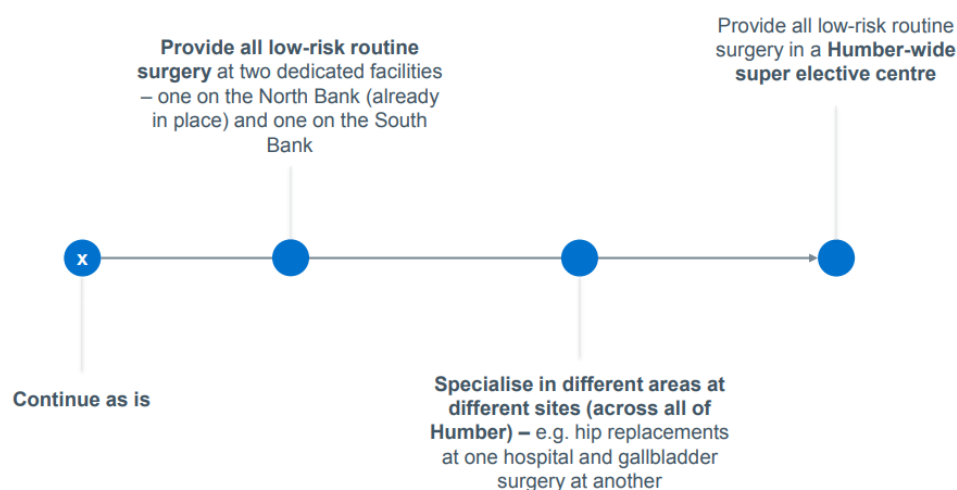 Provide all low-risk routine
surgery at two dedicated facilities
– one on the North Bank (already
in place) and one on the South
Bank
Provide all low-risk routine
surgery in a Humber-wide
super elective centre
x
Continue as is
Specialise in different areas at
different sites (across all of
Humber) – e.g. hip replacements
at one hospital and gallbladder
surgery at another